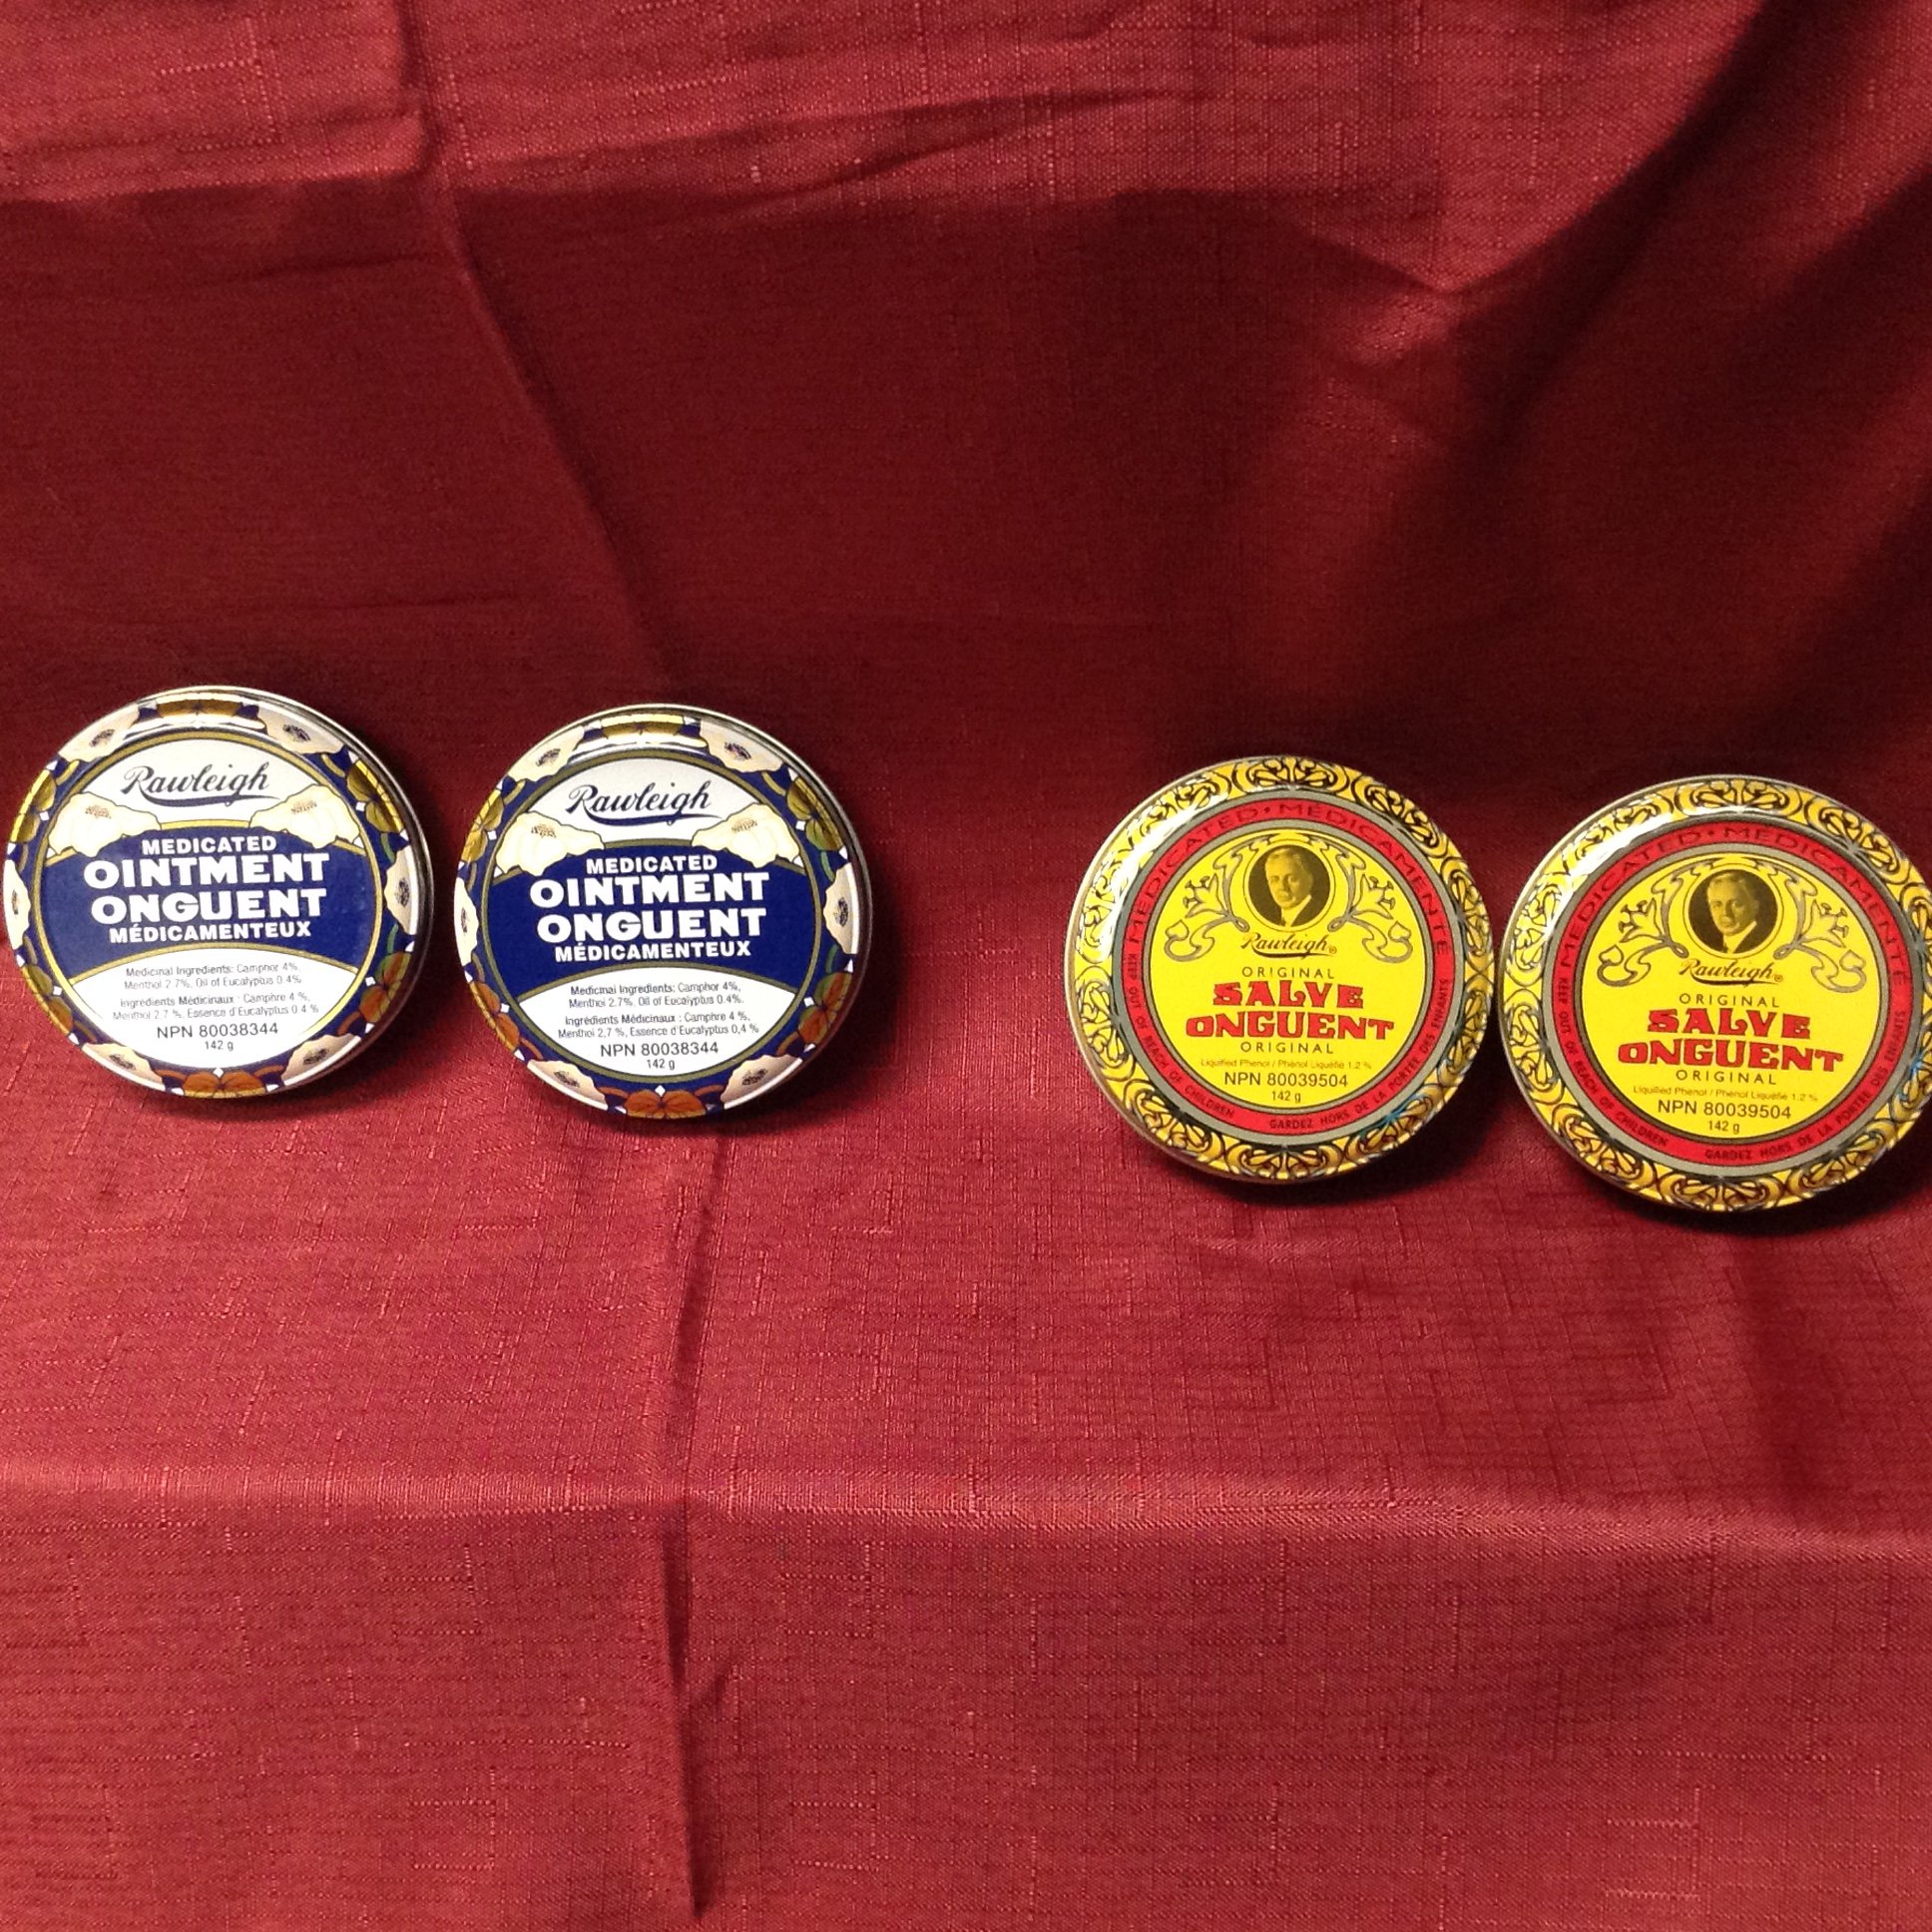 Rawleigh
MEDICATED
OINTMENT
ONGUENT
MÉDICAMENTEUX
Medicinal Ingredients: Camphor 4%,
Menthol 2.7%, Oil of Eucalyptus 0.4%.
Ingrédients Médicinaux : Camphre 4 %,
Menthol 2,7 %, Essence d'Eucalyptus 0,4 %
NPN 80038344
142 g
Rawleigh
MEDICATED
OINTMENT
ONGUENT
MÉDICAMENTEUX
Medicinal Ingredients: Camphor 4%,
Menthol 2.7%, Oil of Eucalyptus 0.4%.
Ingrédients Médicinaux : Camphre 4 %,
Menthol 2,7 %, Essence d'Eucalyptus 0,4 %
NPN 80038344
142 g
MEDICATED • MÉDICAMENTÉ
Rawleigh®
ORIGINAL
SALVE
ONGUENT
ORIGINAL
Liquified Phenol / Phénol Liquéfié 1.2 %
NPN 80039504
142 g
KEEP OUT OF REACH OF CHILDREN
GARDEZ HORS DE LA PORTÉE DES ENFANTS
MEDICATED • MÉDICAMENTÉ
Rawleigh®
ORIGINAL
SALVE
ONGUENT
ORIGINAL
Liquified Phenol / Phénol Liquéfié 1.2 %
NPN 80039504
142 g
KEEP OUT OF REACH OF CHILDREN
GARDEZ HORS DE LA PORTÉE DES ENFANTS